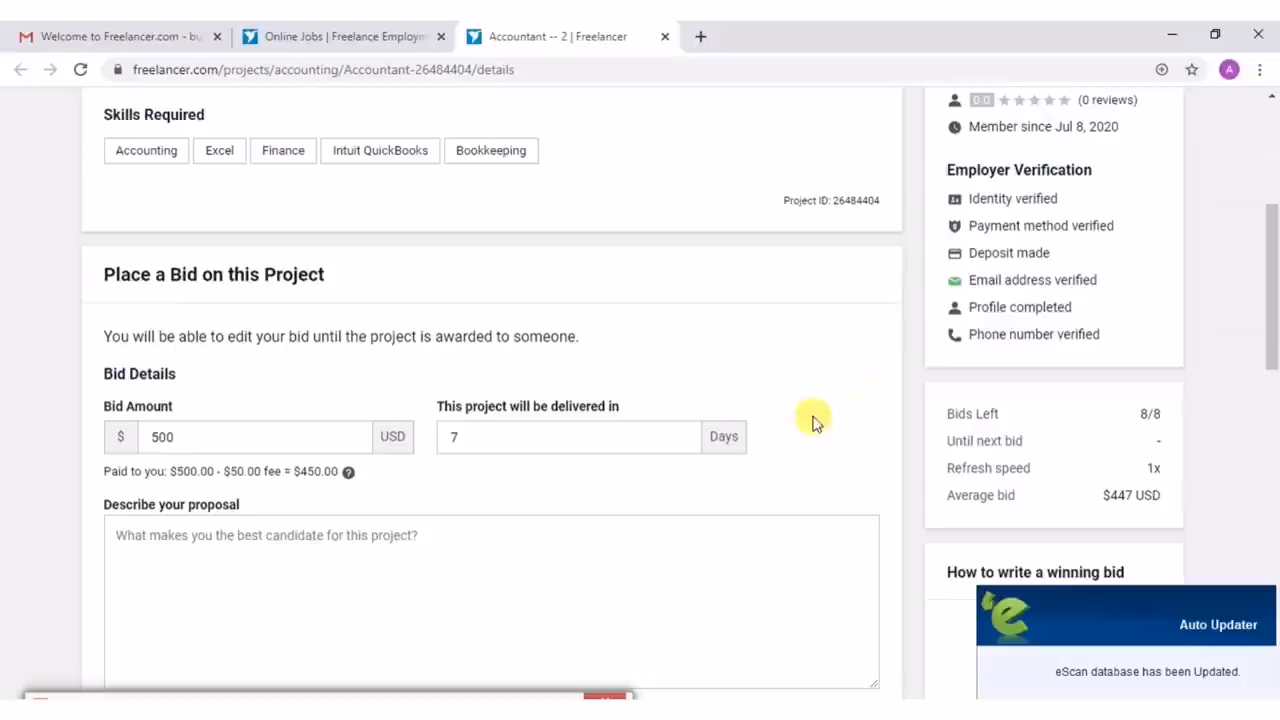 Welcome to Freelancer.com - bu
Online Jobs | Freelance Employm
Accountant -- 2 | Freelancer
freelancer.com/projects/accounting/Accountant-26484404/details
A
Skills Required
Accounting Excel Finance Intuit QuickBooks Bookkeeping
Project ID: 26484404
Place a Bid on this Project
You will be able to edit your bid until the project is awarded to someone.
Bid Details
Bid Amount
$ 500 USD
Paid to you: $500.00 - $50.00 fee = $450.00
This project will be delivered in
7 Days
Describe your proposal
What makes you the best candidate for this project?
0.0 (0 reviews)
Member since Jul 8, 2020
Employer Verification
Identity verified
Payment method verified
Deposit made
Email address verified
Profile completed
Phone number verified
Bids Left 8/8
Until next bid -
Refresh speed 1x
Average bid $447 USD
How to write a winning bid
Auto Updater
eScan database has been Updated.